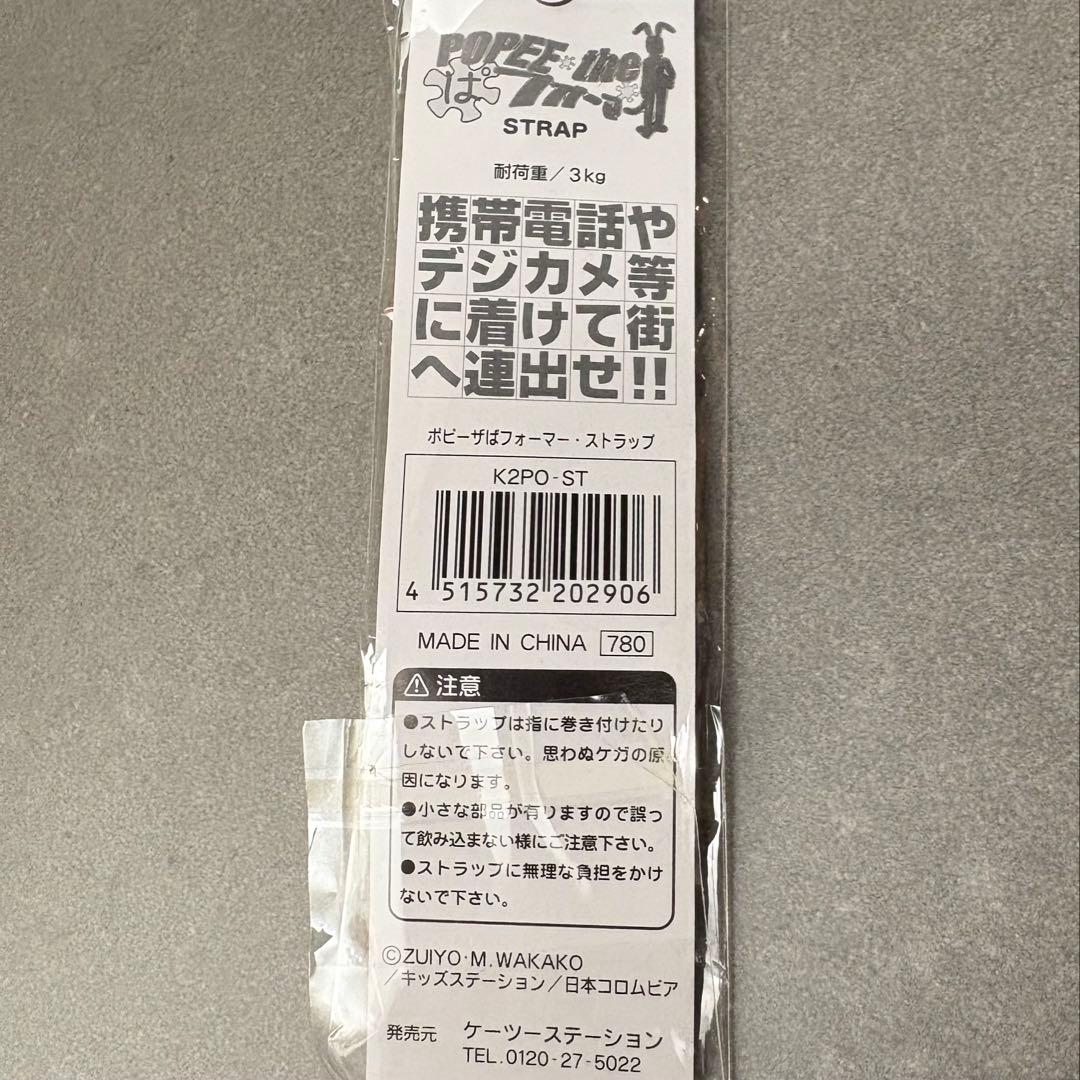 POPEE the
ぱフォーマー
STRAP
耐荷重／3kg
携帯電話や
デジカメ等
に着けて街
へ連出せ!!
ポピーザぱフォーマー・ストラップ
K2PO-ST
4 515732 202906
MADE IN CHINA 780
注意
●ストラップは指に巻き付けたり
しないで下さい。思わぬケガの原
因になります。
●小さな部品が有りますので誤っ
て飲み込まない様にご注意下さい。
●ストラップに無理な負担をかけ
ないで下さい。
©ZUIYO・M.WAKAKO
／キッズステーション／日本コロムビア
発売元 ケーツーステーション
TEL.0120-27-5022